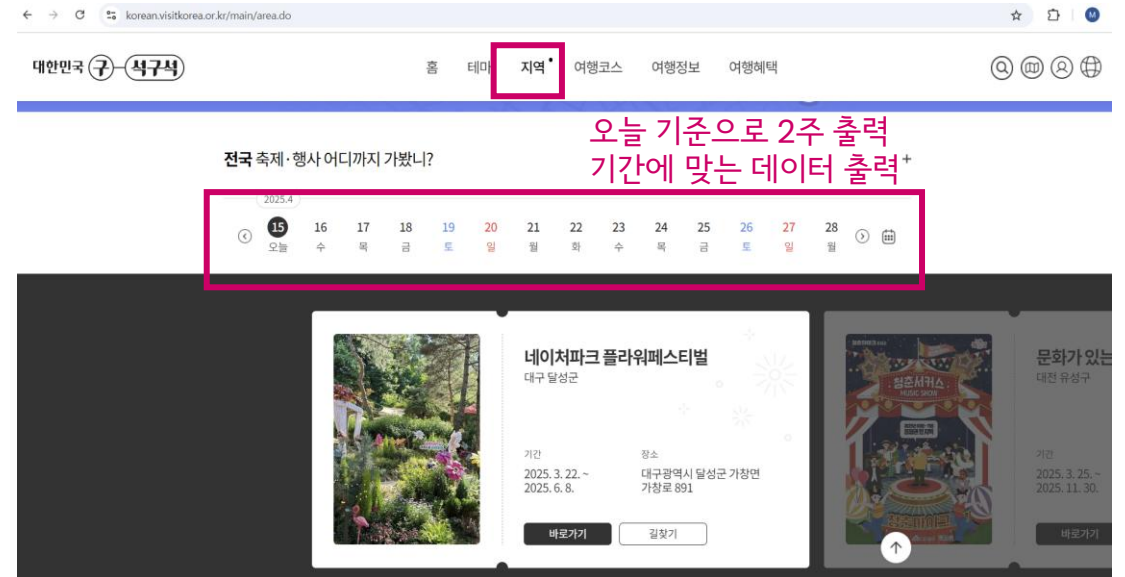 korean.visitkorea.or.kr/main/area.do
M
대한민국 구 석구석
홈 테마 지역 여행코스 여행정보 여행혜택
오늘 기준으로 2주 출력
기간에 맞는 데이터 출력
전국 축제·행사 어디까지 가봤니? +
2025.4
15 16 17 18 19 20 21 22 23 24 25 26 27 28
오늘 수 목 금 토 일 월 화 수 목 금 토 일 월
네이처파크 플라워페스티벌
대구 달성군
기간 장소
2025. 3. 22. ~ 대구광역시 달성군 가창면
2025. 6. 8. 가창로 891
바로가기 길찾기
청춘서커스
MUSIC SHOW
문화가 있는
대전 유성구
기간
2025. 3. 25. ~
2025. 11. 30.
바로가기